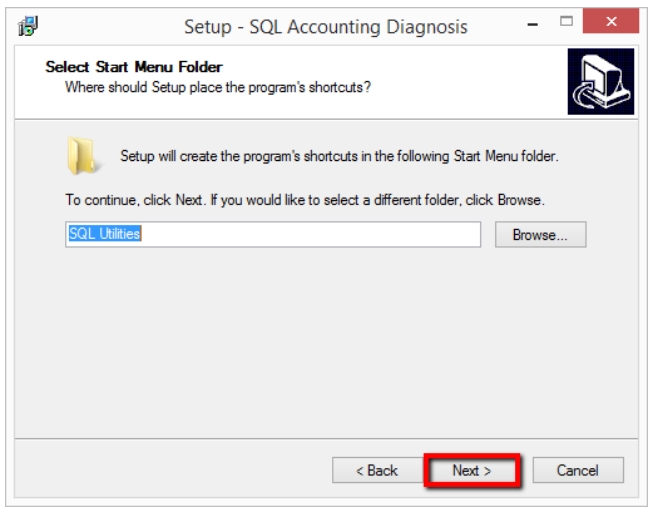 Setup - SQL Accounting Diagnosis
Select Start Menu Folder
Where should Setup place the program's shortcuts?
Setup will create the program's shortcuts in the following Start Menu folder.
To continue, click Next. If you would like to select a different folder, click Browse.
SQL Utilities
Browse...
< Back
Next >
Cancel